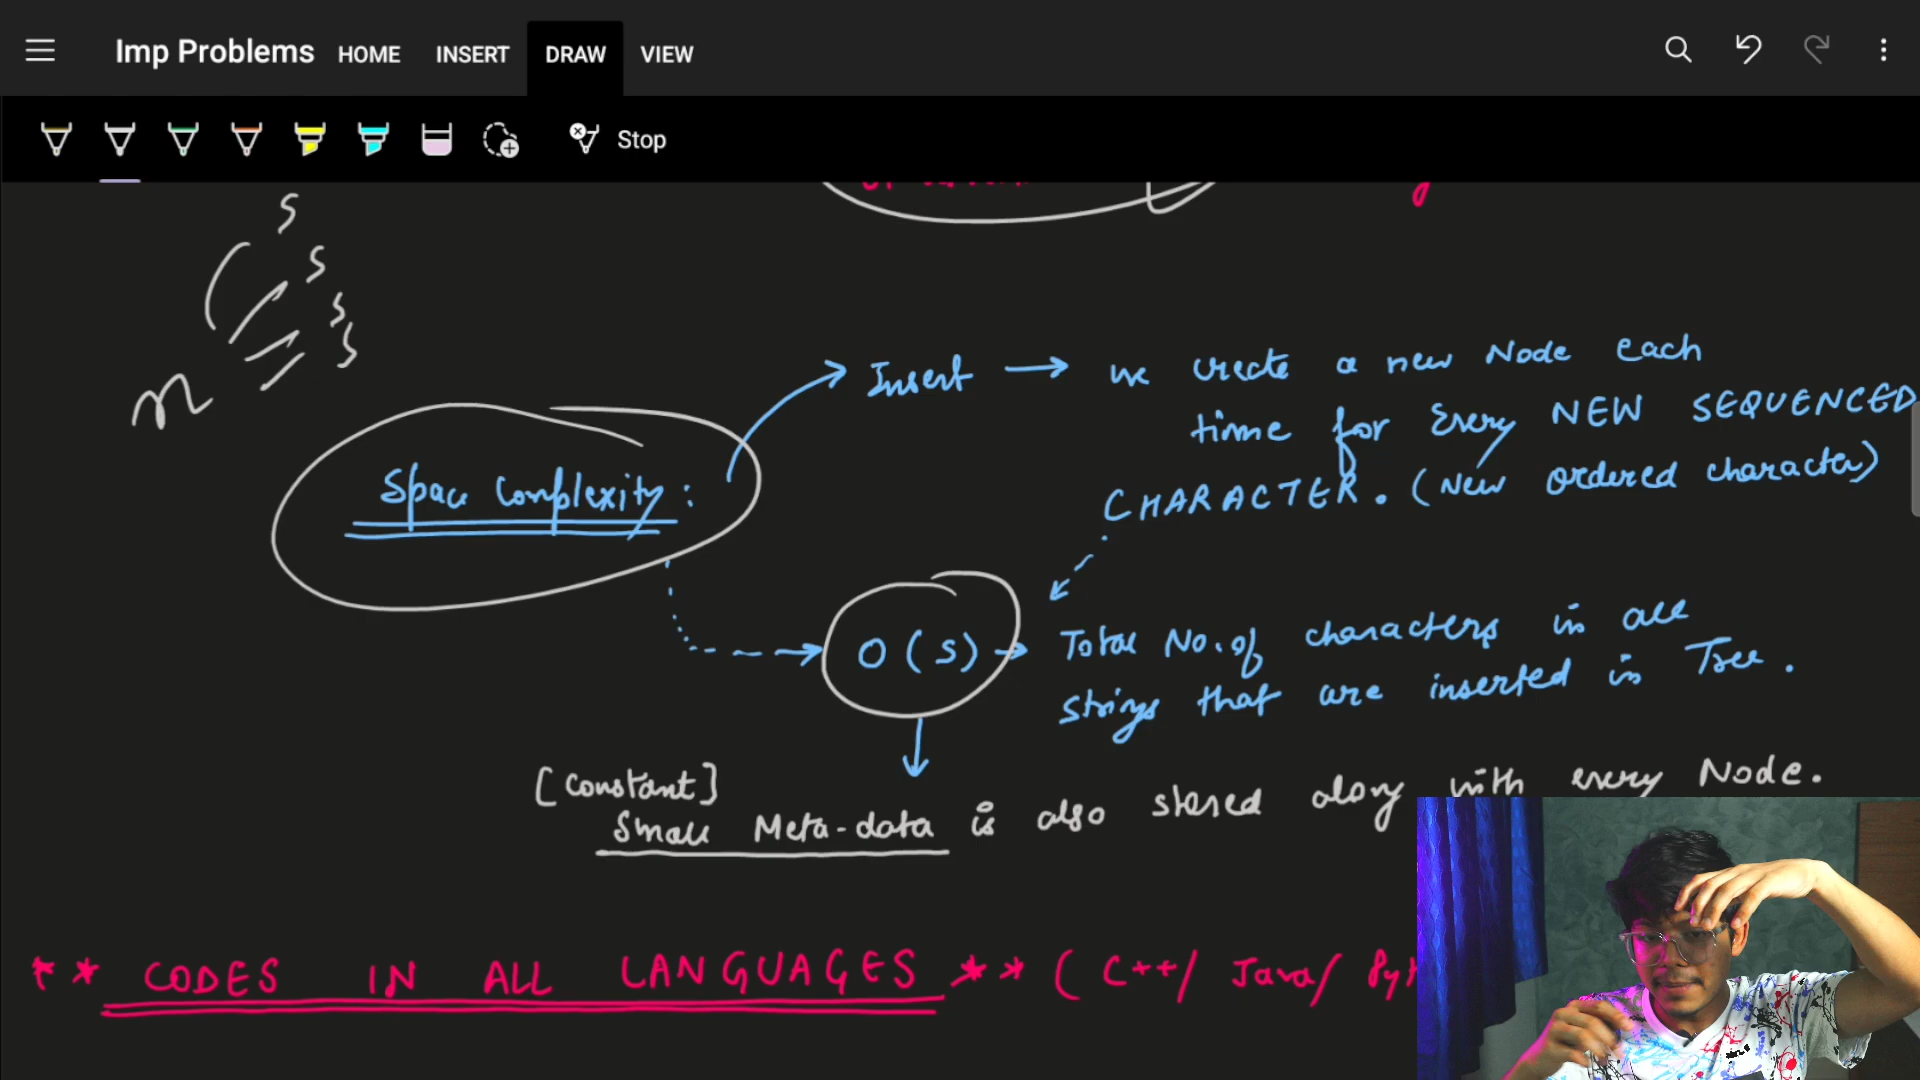 Imp Problems HOME INSERT DRAW VIEW
Stop
s
s
s
s
m
Insert → we create a new Node each
time for Every NEW SEQUENCED
CHARACTER. (New ordered character)
Space Complexity :
O(S) → Total No. of characters in all
strings that are inserted in Tree.
[Constant]
Small Meta-data is also stored along with every Node.
** CODES IN ALL LANGUAGES ** ( C++/ Java/ Py